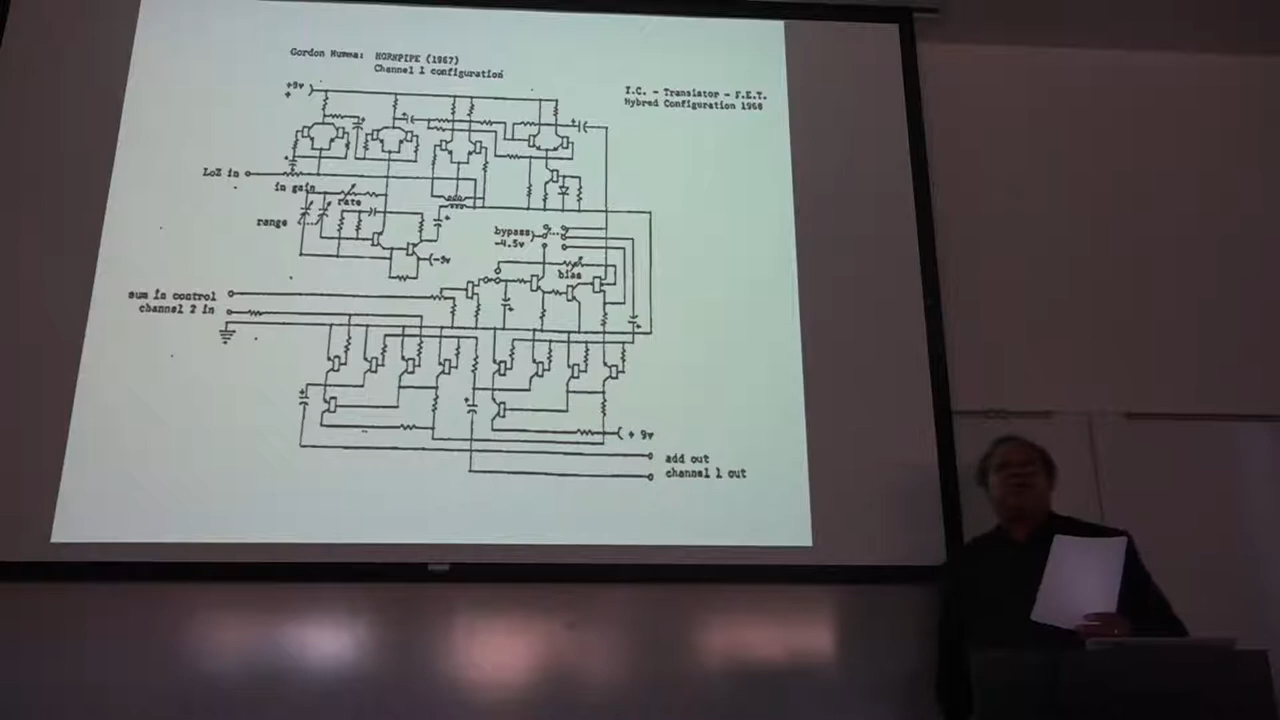 Gordon Mumma: HORNPIPE (1967)
Channel 1 configuration
I.C. - Transistor - F.E.T.
Hybred Configuration 1968
+9v
+
+
+
+
+
LoZ in
in gain
rate
range
+
bypass
-4.5v
-9v
bias
sum in control
channel 2 in
+
+
+
+
+ 9v
add out
channel 1 out